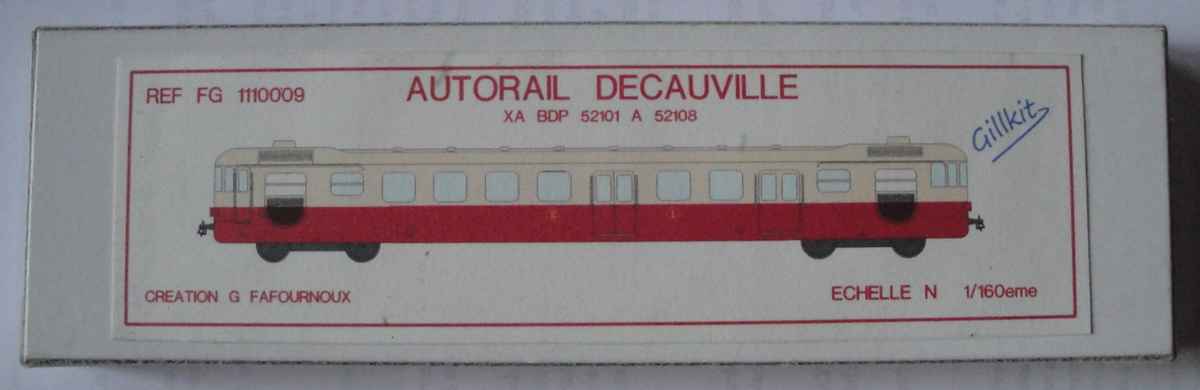 REF FG 1110009
AUTORAIL DECAUVILLE
XA BDP 52101 A 52108
Gillkit
CREATION G FAFOURNOUX
ECHELLE N 1/160eme